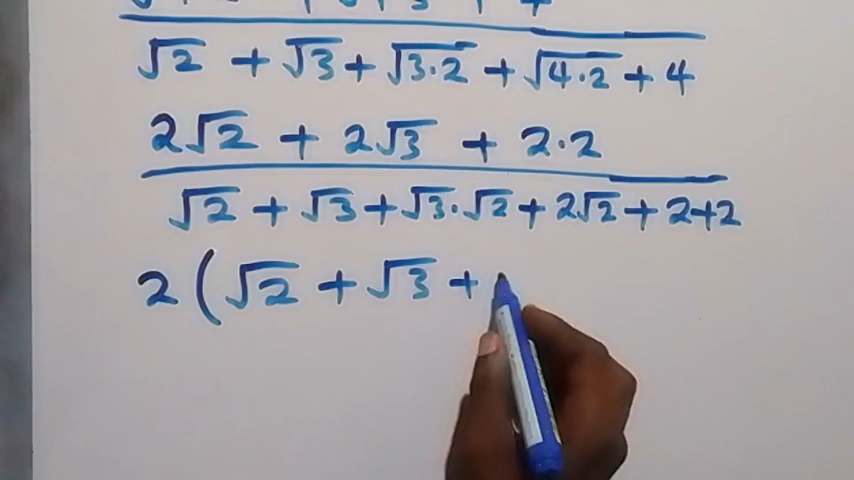 √2 + √3 + √3·2 + √4·2 + 4
2√2 + 2√3 + 2·2
√2 + √3 + √3·√2 + 2√2 + 2+2
2 (√2 + √3 +